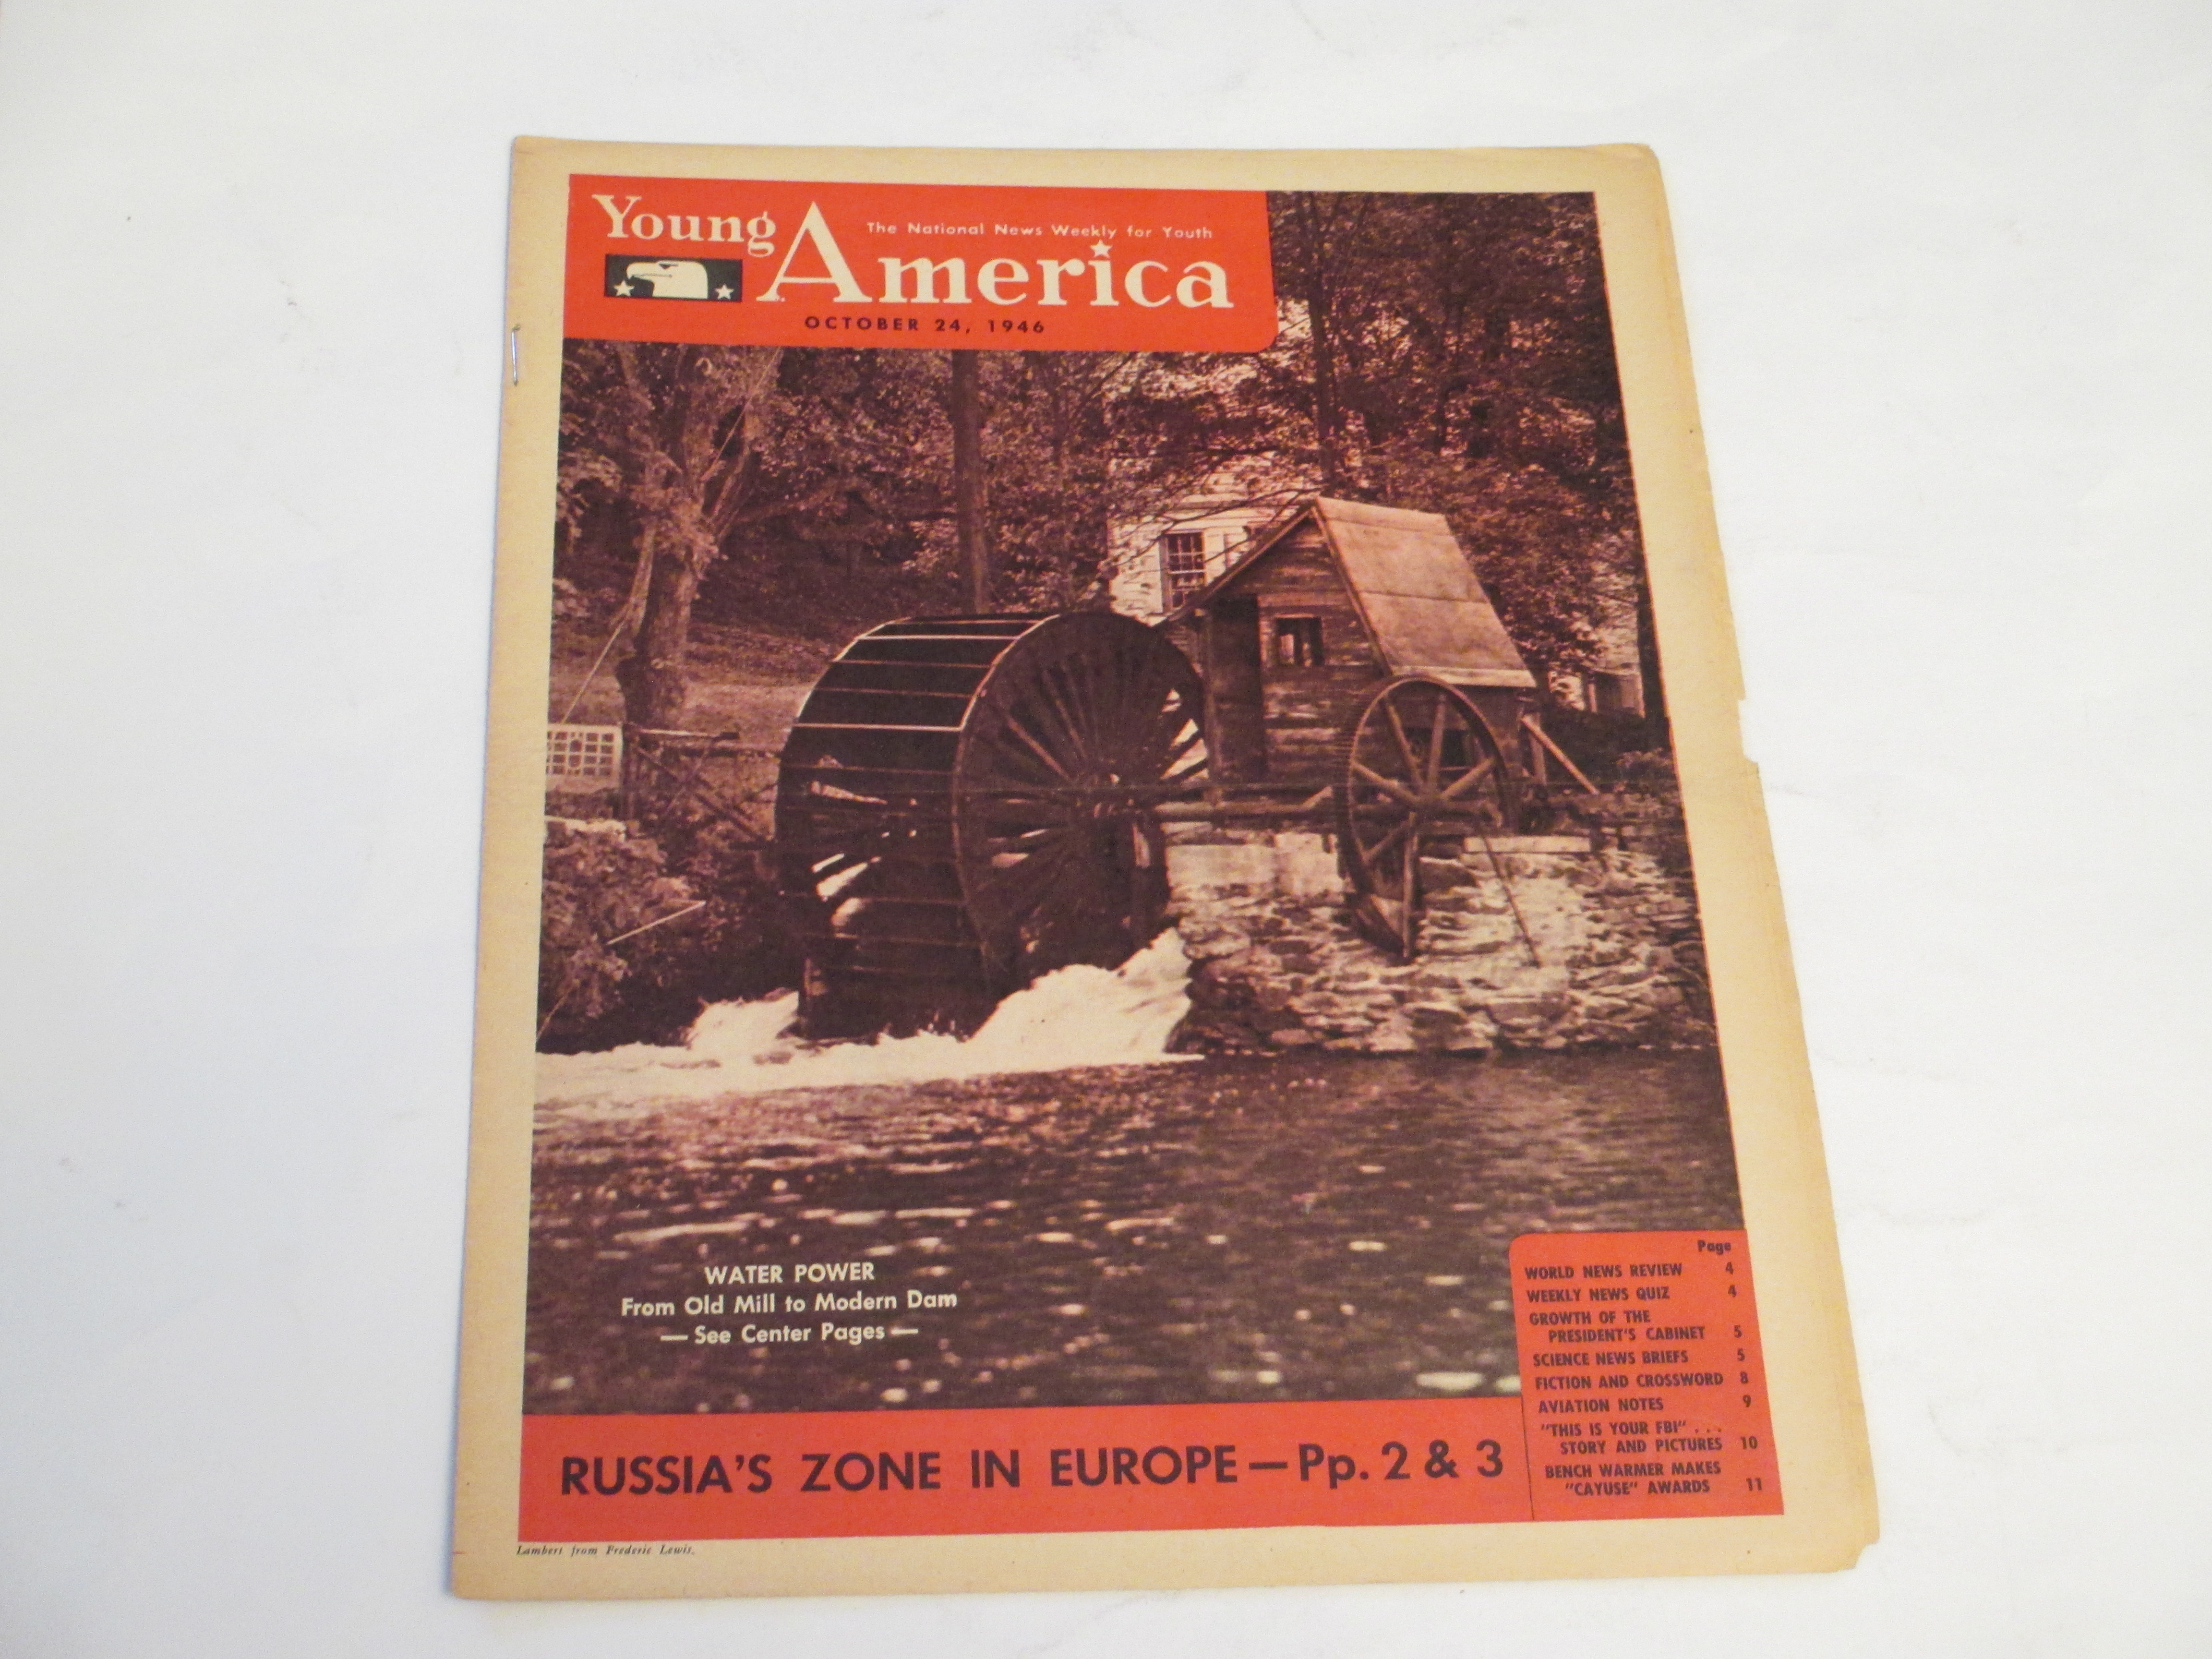 Young America
The National News Weekly for Youth
OCTOBER 24, 1946
WATER POWER
From Old Mill to Modern Dam
— See Center Pages —
Page
WORLD NEWS REVIEW 4
WEEKLY NEWS QUIZ 4
GROWTH OF THE
PRESIDENT'S CABINET 5
SCIENCE NEWS BRIEFS 5
FICTION AND CROSSWORD 8
AVIATION NOTES 9
"THIS IS YOUR FBI" . . .
STORY AND PICTURES 10
BENCH WARMER MAKES
"CAYUSE" AWARDS 11
RUSSIA'S ZONE IN EUROPE — Pp. 2 & 3
Lambert from Frederic Lewis.